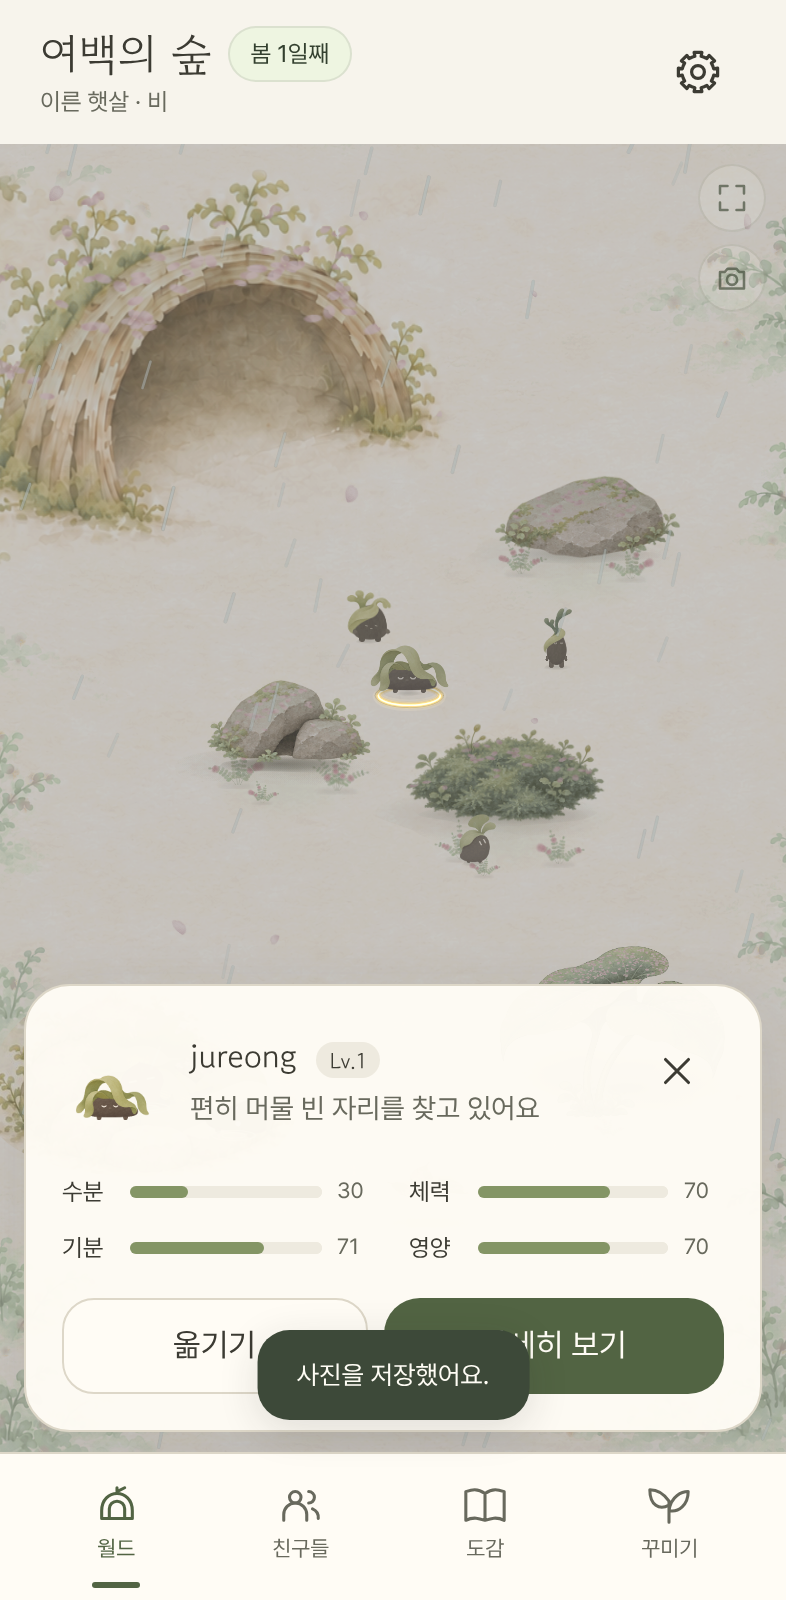 여백의 숲
봄 1일째
이른 햇살 · 비
jureong
Lv.1
편히 머물 빈 자리를 찾고 있어요
수분 30 체력 70
기분 71 영양 70
옮기기
히 보기
사진을 저장했어요.
월드 친구들 도감 꾸미기